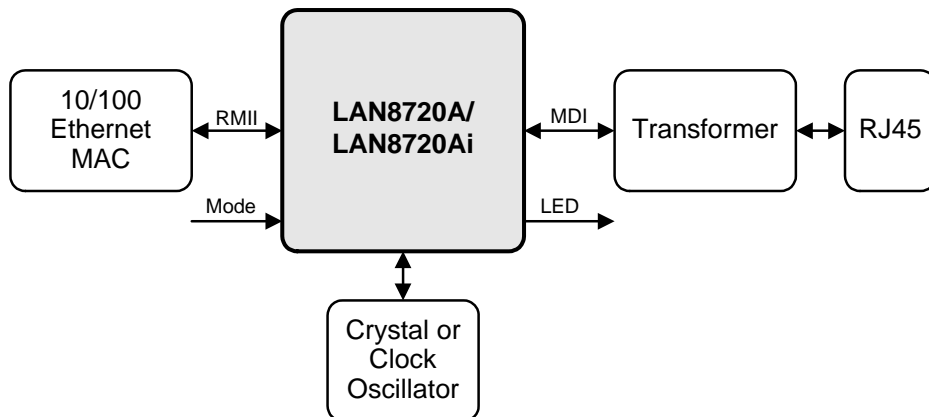 10/100
Ethernet
MAC
RMII
Mode
LAN8720A/
LAN8720Ai
MDI
LED
Transformer
RJ45
Crystal or
Clock
Oscillator